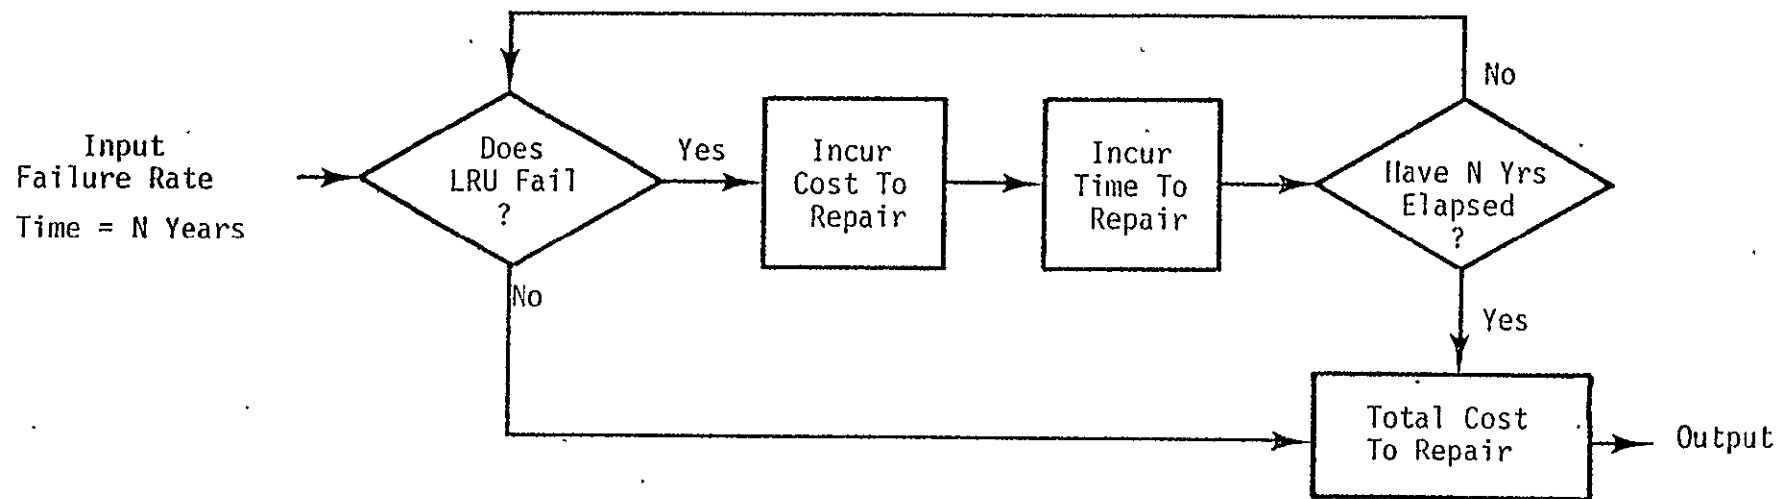 No
Input
Failure Rate
Time = N Years
Does
LRU Fail
?
Yes
Incur
Cost To
Repair
Incur
Time To
Repair
Have N Yrs
Elapsed
?
No
Yes
Total Cost
To Repair
Output